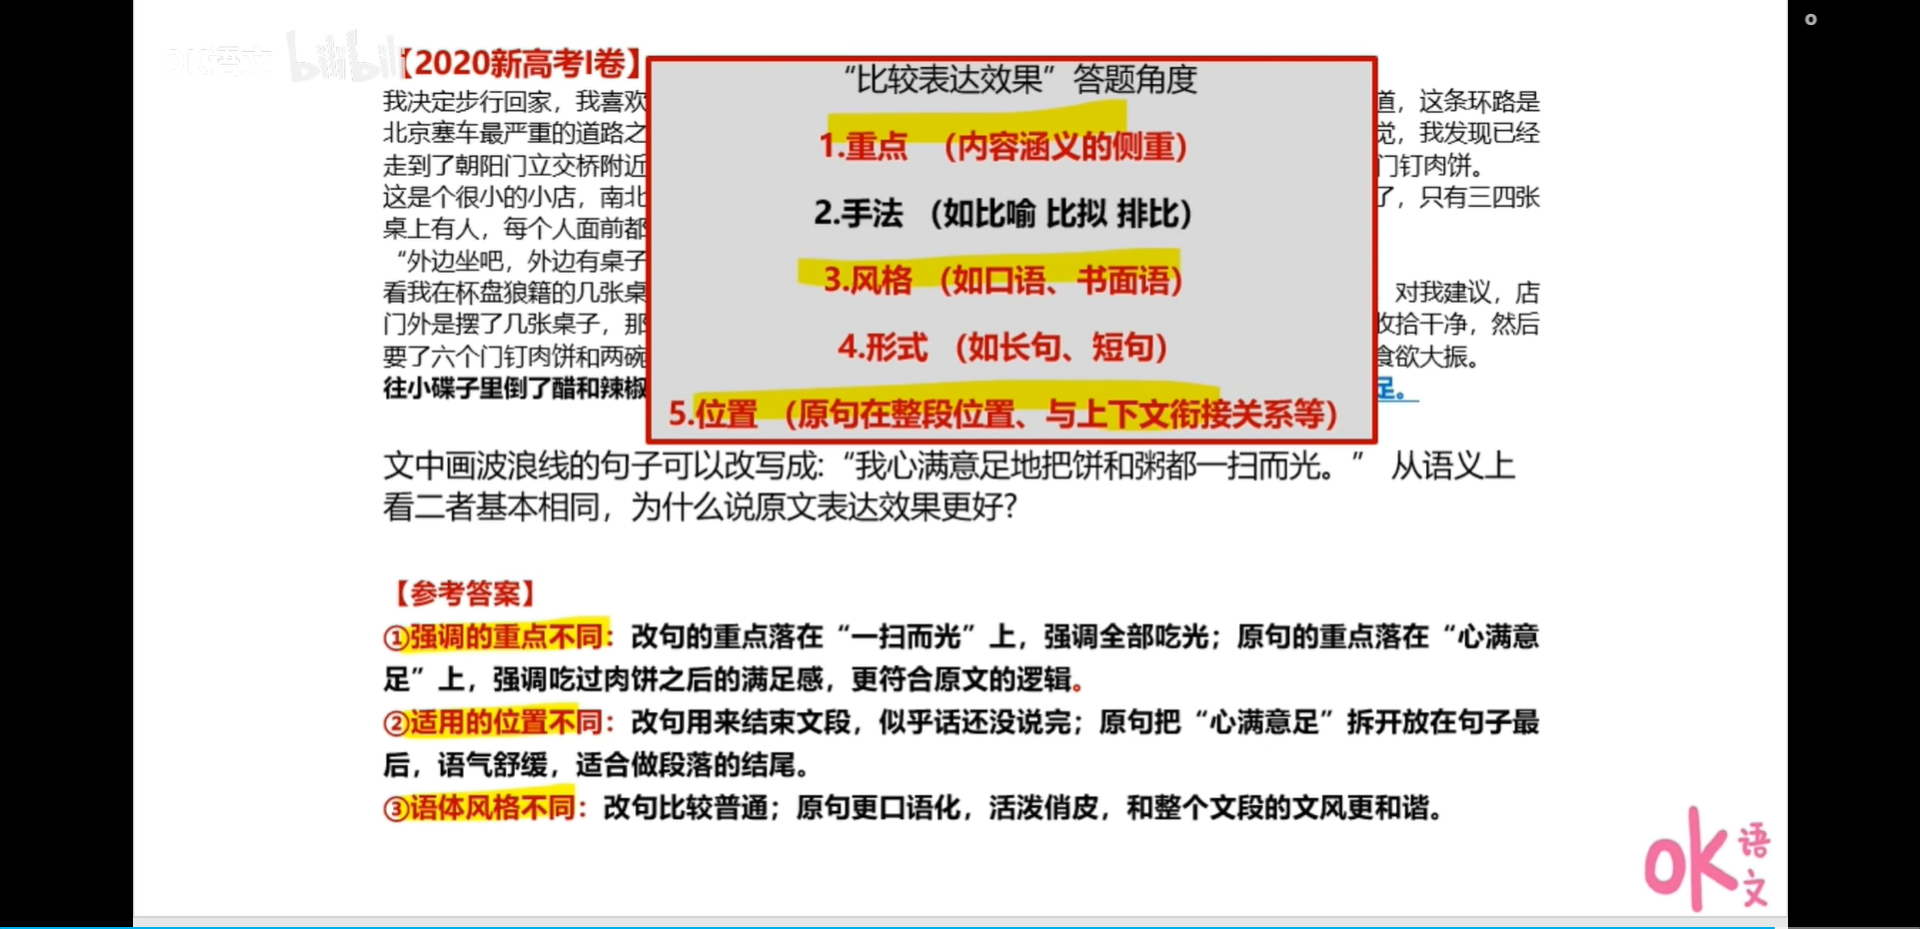 bilibili
【2020新高考I卷】
“比较表达效果”答题角度
1.重点 （内容涵义的侧重）
2.手法 （如比喻 比拟 排比）
3.风格 （如口语、书面语）
4.形式 （如长句、短句）
5.位置 （原句在整段位置、与上下文衔接关系等）
我决定步行回家，我喜欢
道，这条环路是
北京塞车最严重的道路之
觉，我发现已经
走到了朝阳门立交桥附近
门钉肉饼。
这是个很小的小店，南北
了，只有三四张
桌上有人，每个人面前都
“外边坐吧，外边有桌子
看我在杯盘狼籍的几张桌
对我建议，店
门外是摆了几张桌子，那
收拾干净，然后
要了六个门钉肉饼和两碗
食欲大振。
往小碟子里倒了醋和辣椒
足。
文中画波浪线的句子可以改写成:“我心满意足地把饼和粥都一扫而光。” 从语义上
看二者基本相同，为什么说原文表达效果更好?
【参考答案】
①强调的重点不同：改句的重点落在“一扫而光”上，强调全部吃光；原句的重点落在“心满意
足”上，强调吃过肉饼之后的满足感，更符合原文的逻辑。
②适用的位置不同：改句用来结束文段，似乎话还没说完；原句把“心满意足”拆开放在句子最
后，语气舒缓，适合做段落的结尾。
③语体风格不同：改句比较普通；原句更口语化，活泼俏皮，和整个文段的文风更和谐。
ok语文